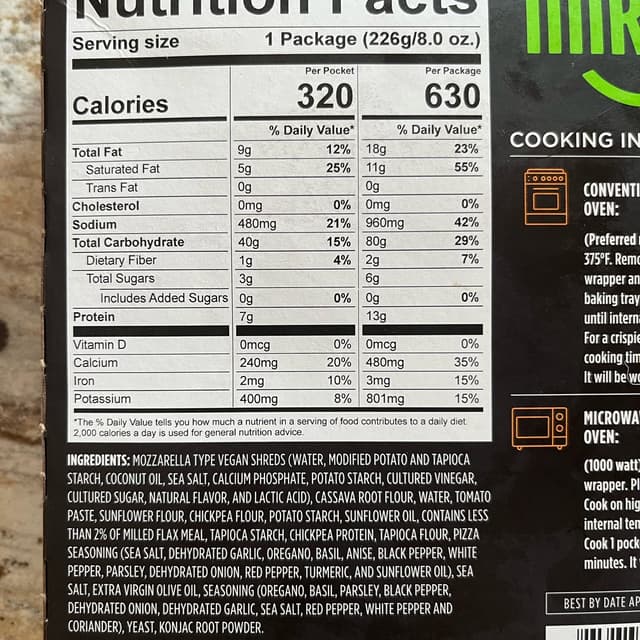 Nutrition Facts
Serving size 1 Package (226g/8.0 oz.)
Per Pocket Per Package
Calories 320 630
% Daily Value* % Daily Value*
Total Fat 9g 12% 18g 23%
Saturated Fat 5g 25% 11g 55%
Trans Fat 0g 0g
Cholesterol 0mg 0% 0mg 0%
Sodium 480mg 21% 960mg 42%
Total Carbohydrate 40g 15% 80g 29%
Dietary Fiber 1g 4% 2g 7%
Total Sugars 3g 6g
Includes Added Sugars 0g 0% 0g 0%
Protein 7g 13g
Vitamin D 0mcg 0% 0mcg 0%
Calcium 240mg 20% 480mg 35%
Iron 2mg 10% 3mg 15%
Potassium 400mg 8% 801mg 15%
*The % Daily Value tells you how much a nutrient in a serving of food contributes to a daily diet.
2,000 calories a day is used for general nutrition advice.
INGREDIENTS: MOZZARELLA TYPE VEGAN SHREDS (WATER, MODIFIED POTATO AND TAPIOCA
STARCH, COCONUT OIL, SEA SALT, CALCIUM PHOSPHATE, POTATO STARCH, CULTURED VINEGAR,
CULTURED SUGAR, NATURAL FLAVOR, AND LACTIC ACID), CASSAVA ROOT FLOUR, WATER, TOMATO
PASTE, SUNFLOWER FLOUR, CHICKPEA FLOUR, POTATO STARCH, SUNFLOWER OIL, CONTAINS LESS
THAN 2% OF MILLED FLAX MEAL, TAPIOCA STARCH, CHICKPEA PROTEIN, TAPIOCA FLOUR, PIZZA
SEASONING (SEA SALT, DEHYDRATED GARLIC, OREGANO, BASIL, ANISE, BLACK PEPPER, WHITE
PEPPER, PARSLEY, DEHYDRATED ONION, RED PEPPER, TURMERIC, AND SUNFLOWER OIL), SEA
SALT, EXTRA VIRGIN OLIVE OIL, SEASONING (OREGANO, BASIL, PARSLEY, BLACK PEPPER,
DEHYDRATED ONION, DEHYDRATED GARLIC, SEA SALT, RED PEPPER, WHITE PEPPER AND
CORIANDER), YEAST, KONJAC ROOT POWDER.
COOKING IN
CONVENTI
OVEN:
(Preferred
375°F. Remo
wrapper an
baking tray
until intern
For a crispie
cooking tim
It will be
MICROWA
OVEN:
(1000 watt)
wrapper. Pl
Cook on hig
internal tem
Cook 1 pock
minutes. It
BEST BY DATE AP